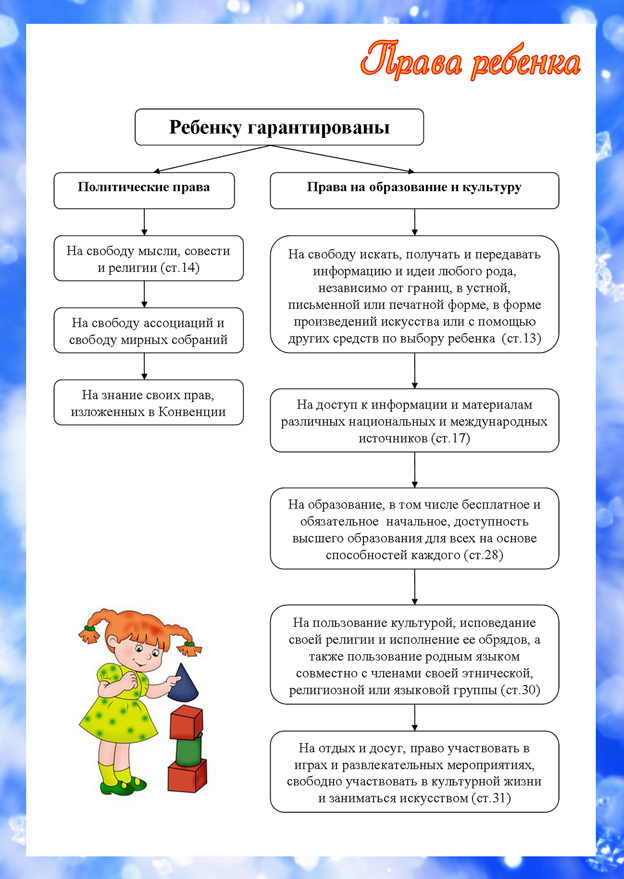 Права ребенка
Ребенку гарантированы
Политические права
На свободу мысли, совести
и религии (ст.14)
На свободу ассоциаций и
свободу мирных собраний
На знание своих прав,
изложенных в Конвенции
Права на образование и культуру
На свободу искать, получать и передавать
информацию и идеи любого рода,
независимо от границ, в устной,
письменной или печатной форме, в форме
произведений искусства или с помощью
других средств по выбору ребенка (ст.13)
На доступ к информации и материалам
различных национальных и международных
источников (ст.17)
На образование, в том числе бесплатное и
обязательное начальное, доступность
высшего образования для всех на основе
способностей каждого (ст.28)
На пользование культурой, исповедание
своей религии и исполнение ее обрядов, а
также пользование родным языком
совместно с членами своей этнической,
религиозной или языковой группы (ст.30)
На отдых и досуг, право участвовать в
играх и развлекательных мероприятиях,
свободно участвовать в культурной жизни
и заниматься искусством (ст.31)